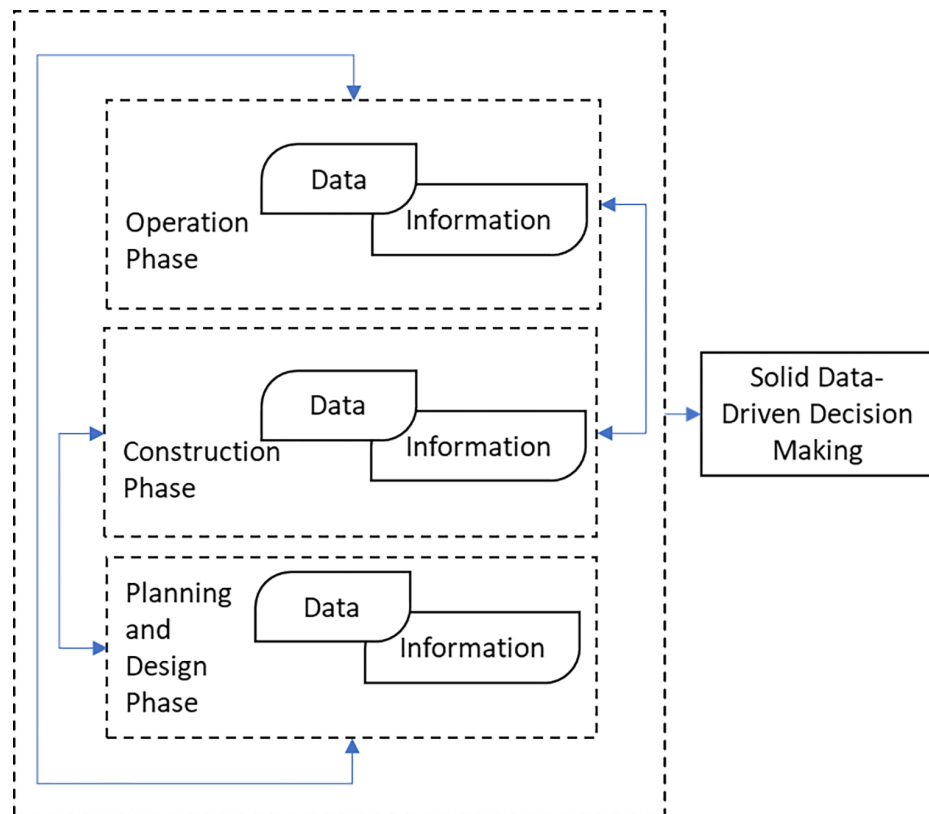 Data
Information
Operation
Phase
Data
Information
Construction
Phase
Solid Data-
Driven Decision
Making
Data
Information
Planning
and
Design
Phase